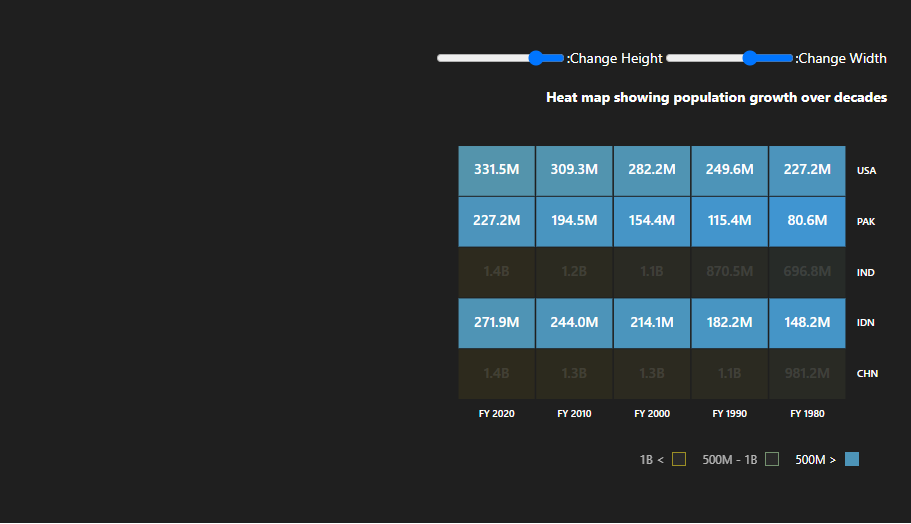 :Change Height :Change Width
Heat map showing population growth over decades
331.5M 309.3M 282.2M 249.6M 227.2M USA
227.2M 194.5M 154.4M 115.4M 80.6M PAK
1.4B 1.2B 1.1B 870.5M 696.8M IND
271.9M 244.0M 214.1M 182.2M 148.2M IDN
1.4B 1.3B 1.3B 1.1B 981.2M CHN
FY 2020 FY 2010 FY 2000 FY 1990 FY 1980
1B < 500M - 1B 500M >